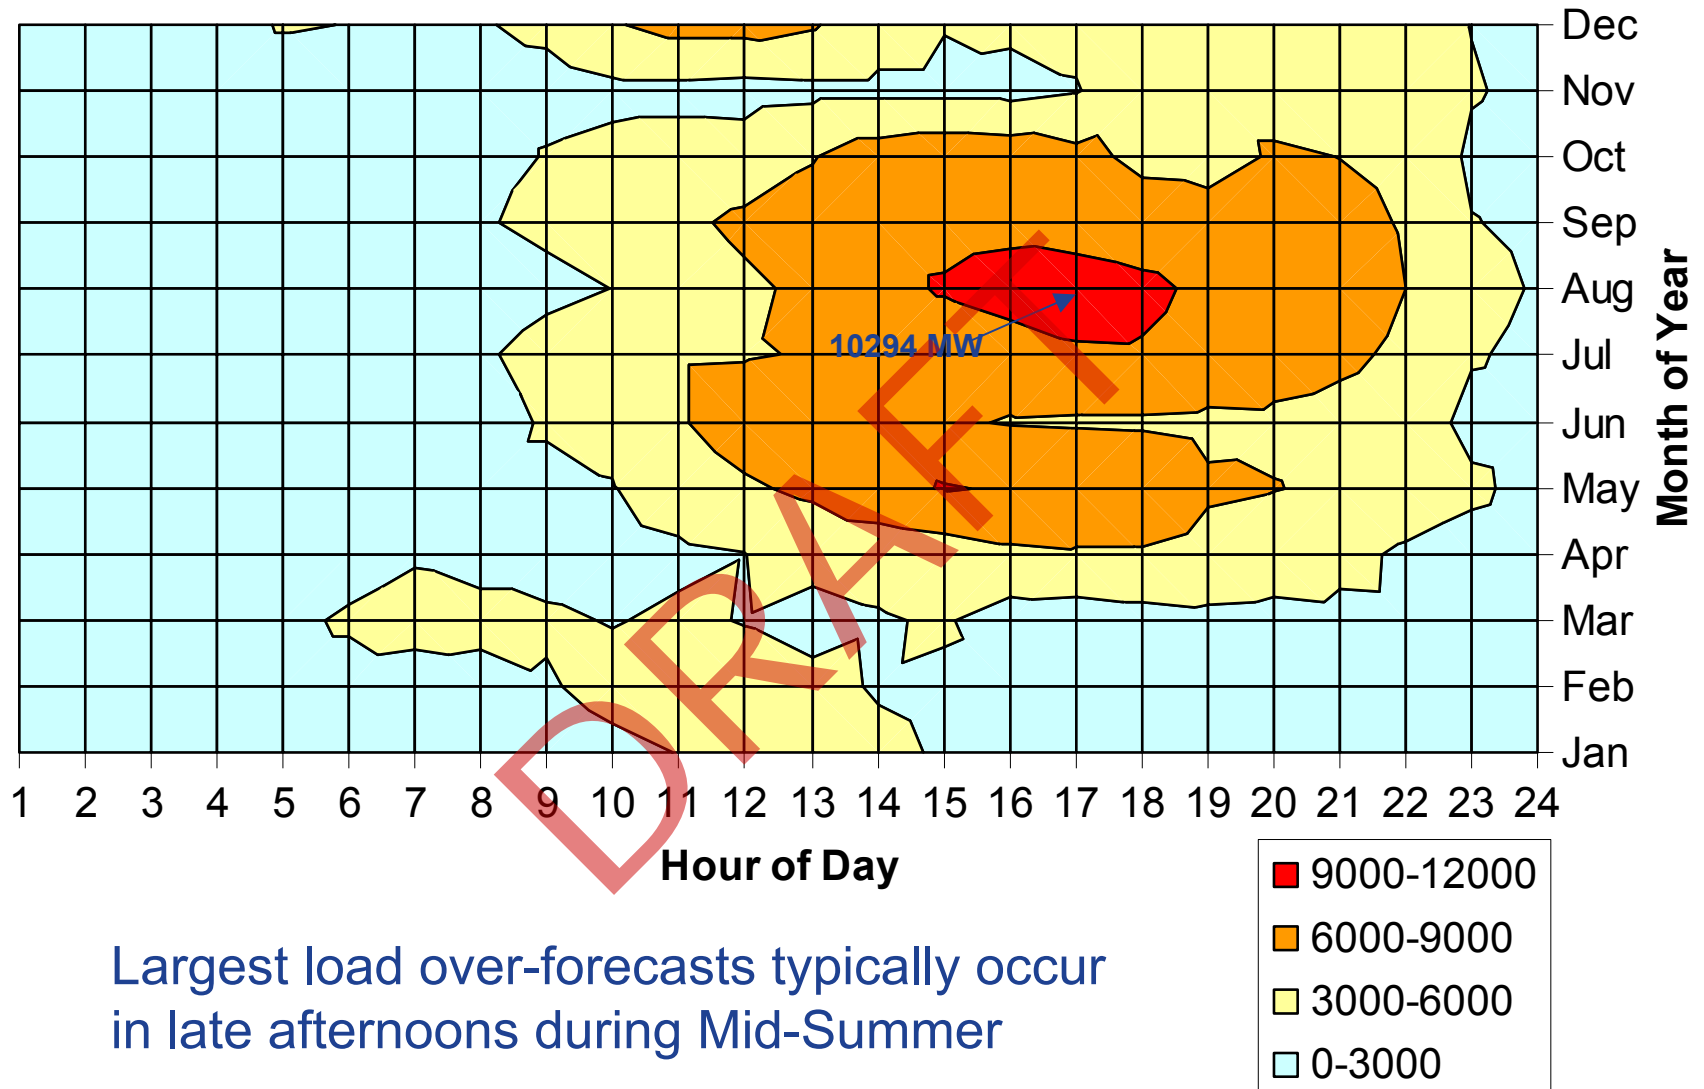 Dec
Nov
Oct
Sep
Aug
Jul
Jun
May
Apr
Mar
Feb
Jan
Month of Year
10294 MW
DRAFT
1 2 3 4 5 6 7 8 9 10 11 12 13 14 15 16 17 18 19 20 21 22 23 24
Hour of Day
9000-12000
6000-9000
3000-6000
0-3000
Largest load over-forecasts typically occur
in late afternoons during Mid-Summer